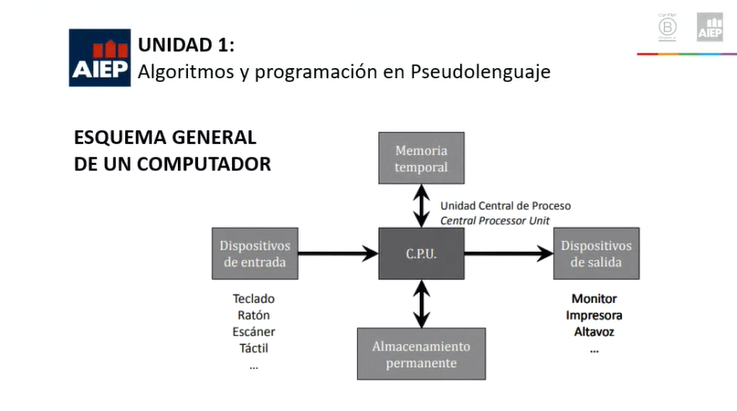 UNIDAD 1:
AIEP
Algoritmos y programación en Pseudolenguaje
AIEP
ESQUEMA GENERAL
DE UN COMPUTADOR
Memoria
temporal
Unidad Central de Proceso
Central Processor Unit
Dispositivos
de entrada
C.P.U.
Dispositivos
de salida
Teclado
Ratón
Escáner
Táctil
...
Monitor
Impresora
Altavoz
...
Almacenamiento
permanente